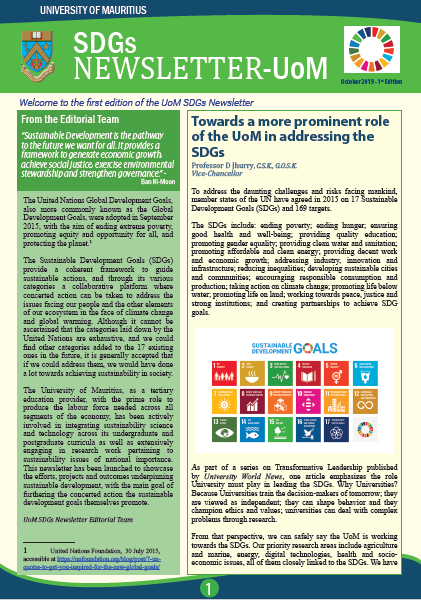 UNIVERSITY OF MAURITIUS
SDGs
NEWSLETTER-UoM
October 2019 - 1st Edition
Welcome to the first edition of the UoM SDGs Newsletter
From the Editorial Team
"Sustainable Development is the pathway
to the future we want for all. It provides a
framework to generate economic growth,
achieve social justice, exercise environmental
stewardship and strengthen governance." -
Ban Ki-Moon
The United Nations Global Development Goals,
also more commonly known as the Global
Development Goals, were adopted in September
2015, with the aim of ending extreme poverty,
promoting equity and opportunity for all, and
protecting the planet.1
The Sustainable Development Goals (SDGs)
provide a coherent framework to guide
sustainable actions, and through its various
categories a collaborative platform where
concerted action can be taken to address the
issues facing our people and the other elements
of our ecosystem in the face of climate change
and global warming. Although it cannot be
ascertained that the categories laid down by the
United Nations are exhaustive, and we could
find other categories added to the 17 existing
ones in the future, it is generally accepted that
if we could address them, we would have done
a lot towards achieving sustainability in society.
The University of Mauritius, as a tertiary
education provider, with the prime role to
produce the labour force needed across all
segments of the economy, has been actively
involved in integrating sustainability science
and technology across its undergraduate and
postgraduate curricula as well as extensively
engaging in research work pertaining to
sustainability issues of national importance.
This newsletter has been launched to showcase
the efforts, projects and outcomes underpinning
sustainable development, with the main goal of
furthering the concerted action the sustainable
development goals themselves promote.
UoM SDGs Newsletter Editorial Team
1 United Nations Foundation, 30 July 2015,
accessible at https://unfoundation.org/blog/post/7-un-
quotes-to-get-you-inspired-for-the-new-global-goals/
Towards a more prominent role
of the UoM in addressing the
SDGs
Professor D Jhurry, C.S.K., G.O.S.K.
Vice-Chancellor
To address the daunting challenges and risks facing mankind,
member states of the UN have agreed in 2015 on 17 Sustainable
Development Goals (SDGs) and 169 targets.
The SDGs include: ending poverty; ending hunger; ensuring
good health and well-being; providing quality education;
promoting gender equality; providing clean water and sanitation;
promoting affordable and clean energy; providing decent work
and economic growth; addressing industry, innovation and
infrastructure; reducing inequalities; developing sustainable cities
and communities; encouraging responsible consumption and
production; taking action on climate change; promoting life below
water; promoting life on land; working towards peace, justice and
strong institutions; and creating partnerships to achieve SDG
goals.
SUSTAINABLE
DEVELOPMENT GOALS
As part of a series on Transformative Leadership published
by University World News, one article emphasizes the role
University must play in leading the SDGs. Why Universities?
Because Universities train the decision-makers of tomorrow; they
are viewed as independent; they can shape behavior and they
champion ethics and values; universities can deal with complex
problems through research.
From that perspective, we can safely say the UoM is working
towards the SDGs. Our priority research areas include agriculture
and marine, energy, digital technologies, health and socio-
economic issues, all of them closely linked to the SDGs. We have
1